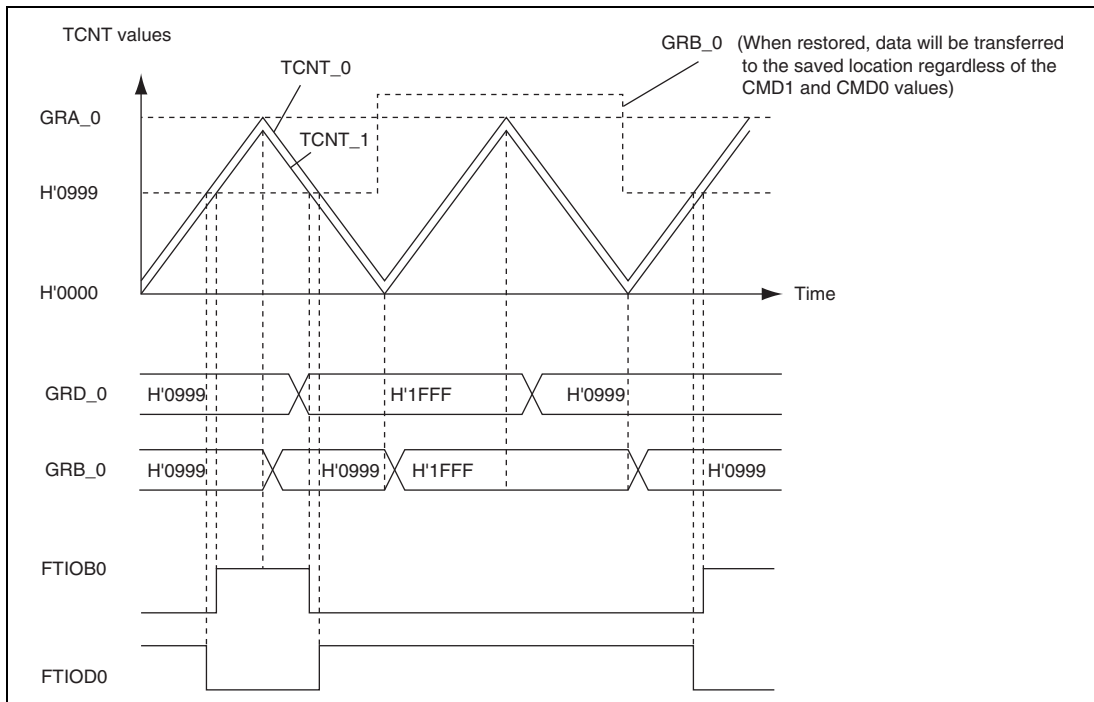 TCNT values
GRB_0 (When restored, data will be transferred
to the saved location regardless of the
CMD1 and CMD0 values)
TCNT_0
GRA_0
TCNT_1
H'0999
H'0000
Time
GRD_0
H'0999
H'1FFF
H'0999
GRB_0
H'0999
H'0999
H'1FFF
H'0999
FTIOB0
FTIOD0